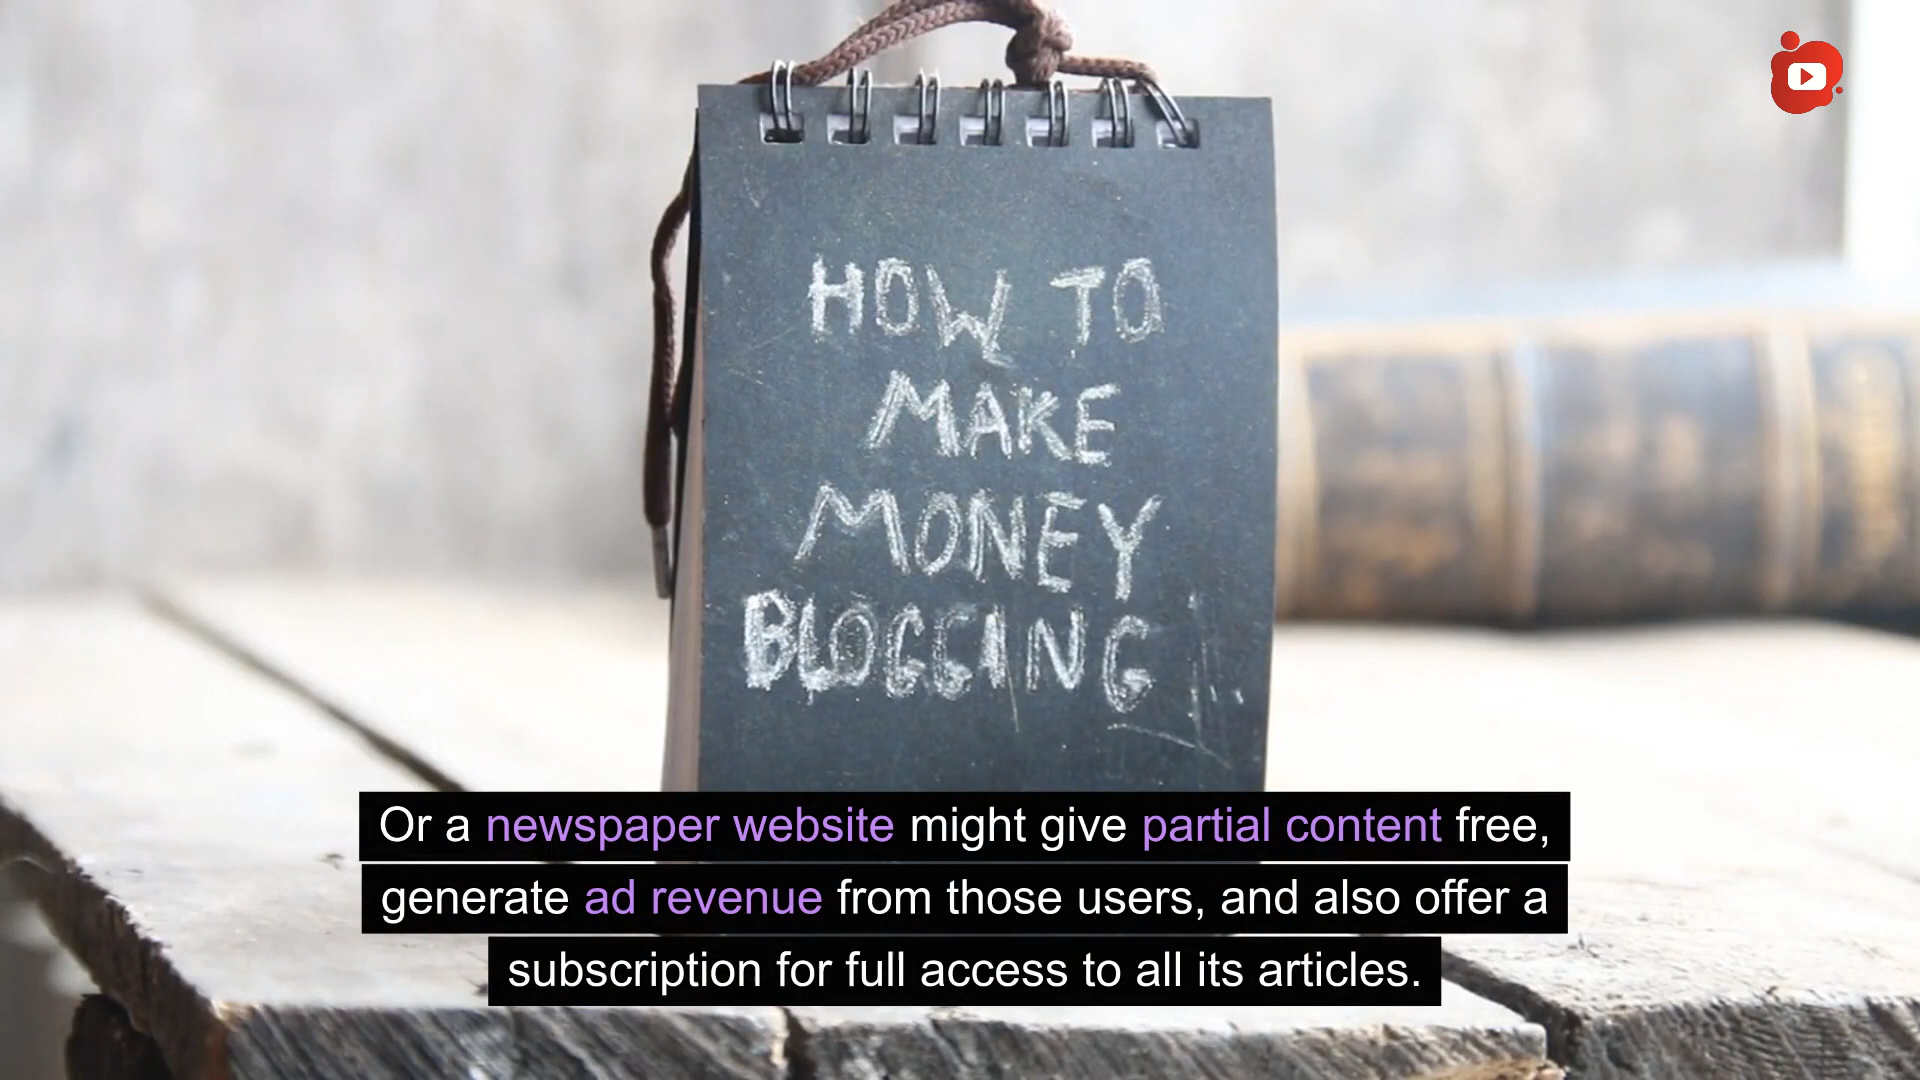 HOW TO
MAKE
MONEY
BLOGGING
Or a newspaper website might give partial content free,
generate ad revenue from those users, and also offer a
subscription for full access to all its articles.